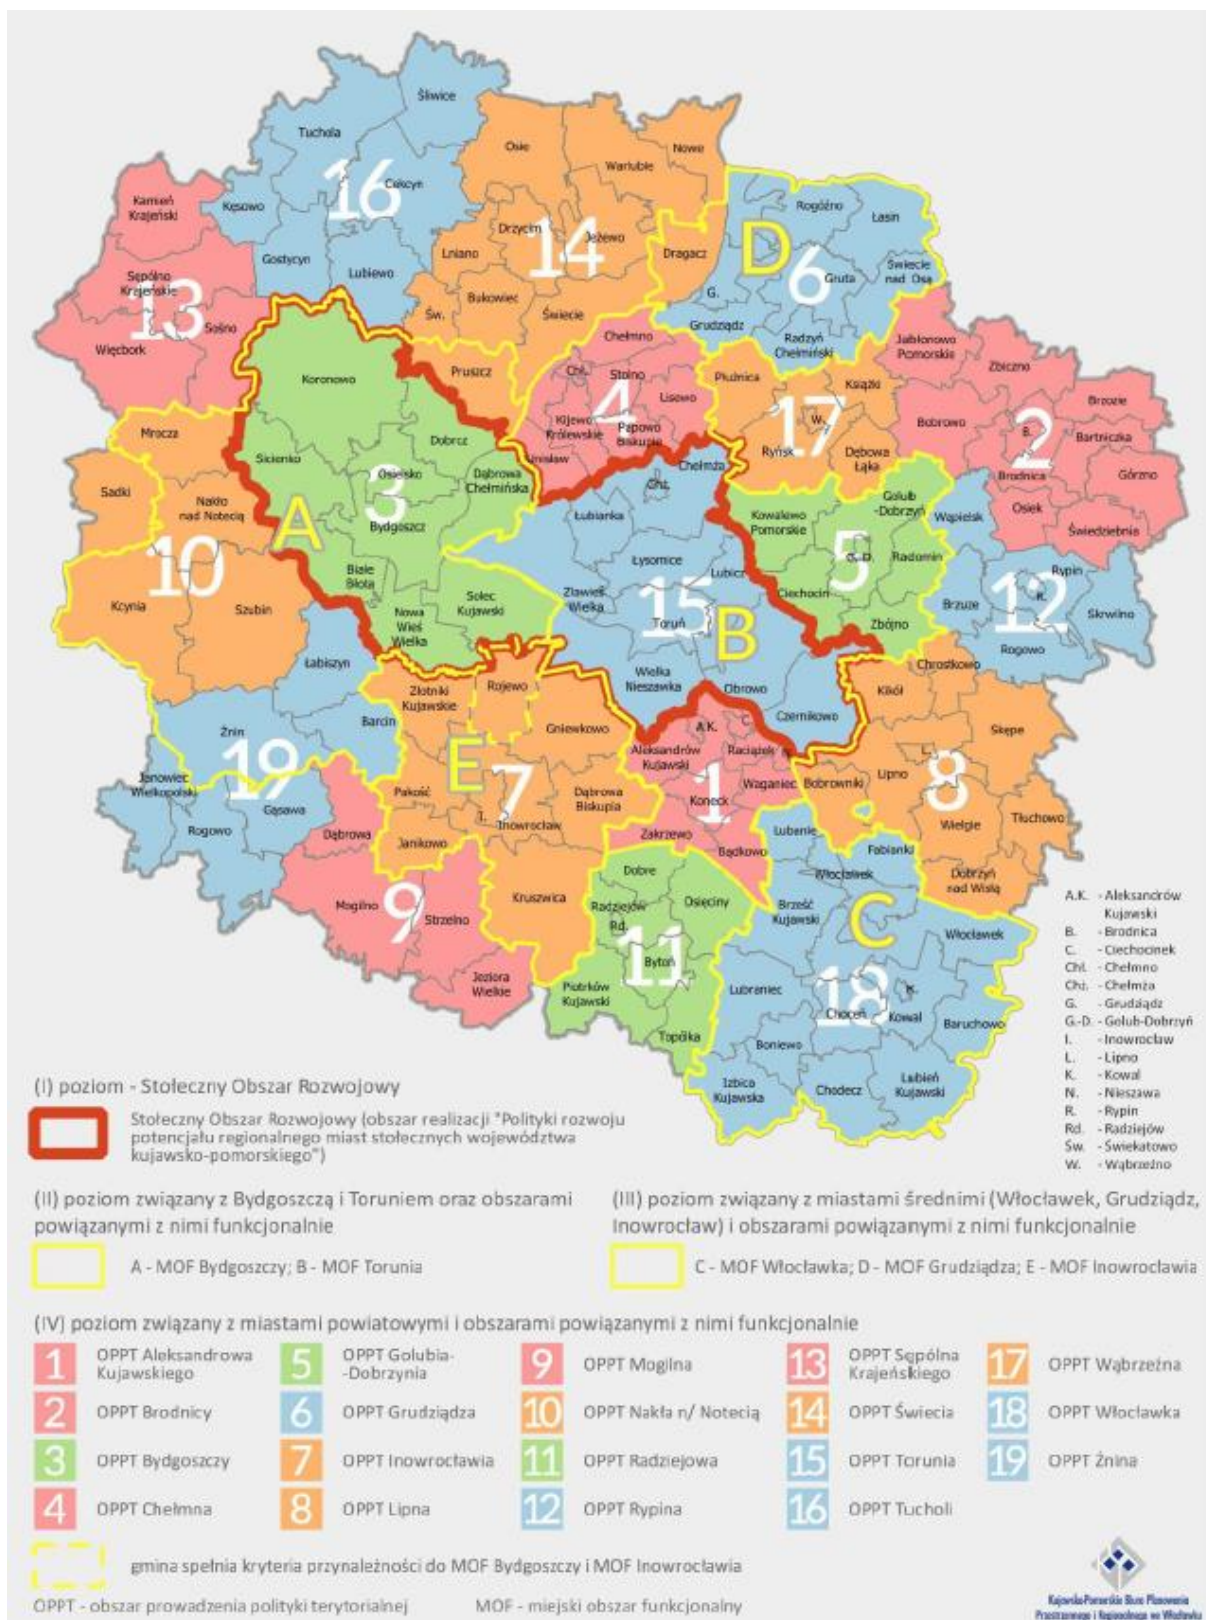 Śliwice
Tuchola
Osie
Nowe
Warlubie
16
Cekcyn
Kamień
Krajeński
Kęsowo
Rogóźno
Łasin
Drzycim
14
Jeżewo
D
Dragacz
6
Gostycyn
Lubiewo
Lniano
Gruta
Świecie
nad Osą
Sępólno
Krajeńskie
13
Sośno
Więcbork
Bukowiec
Św.
Świecie
G.
Grudziądz
Radzyń
Chełmiński
Jabłonowo
Pomorskie
Zbiczno
Chełmno
Koronowo
Pruszcz
Chł.
Stolno
Płużnica
Książki
4
Lisewo
17
Brzozie
Kijewo
Królewskie
Papowo
Biskupie
W.
Bobrowo
B.
2
Bartniczka
Mrocza
Dobrcz
Unisław
Ryńsk
Dębowa
Łąka
Sicienko
Osielsko
Dąbrowa
Chełmińska
Chełmża
Chż.
Brodnica
Górzno
Sadki
Nakło
nad Notecią
3
A
Bydgoszcz
Łubianka
Kowalewo
Pomorskie
Golub
-Dobrzyń
Wąpielsk
Osiek
Świedziebnia
10
Białe
Błota
Łysomice
Lubicz
5
G. D.
Radomin
Rypin
Kcynia
Szubin
Solec
Kujawski
Zławieś
Wielka
15
Ciechocin
Brzuze
R.
12
Skrwilno
Nowa
Wieś
Wielka
Toruń
B
Zbójno
Rogowo
Łabiszyn
Wielka
Nieszawka
Obrowo
Chrostkowo
Złotniki
Kujawskie
Rojewo
Kikół
Żnin
Barcin
Gniewkowo
A.K.
C
Czernikowo
Skępe
19
E
Aleksandrów
Kujawski
Raciążek
Lipno
L.
8
Janowiec
Wielkopolski
Pakość
7
Dąbrowa
Biskupia
1
Waganiec
Bobrowniki
Koneck
Gąsawa
I.
Inowrocław
Rogowo
Dąbrowa
Janikowo
Zakrzewo
Bądkowo
Lubanie
Wielgie
Tłuchowo
Fabianki
Dobre
Włocławek
Dobrzyń
nad Wisłą
Mogilno
9
Strzelno
Kruszwica
Radziejów
Rd.
Osięciny
Brześć
Kujawski
C
Włocławek
11
Bytoń
Jeziora
Wielkie
Piotrków
Kujawski
Lubraniec
18
K.
Choceń
Kowal
Baruchowo
Topólka
Boniewo
Izbica
Kujawska
Chodecz
Lubień
Kujawski
A.K. - Aleksandrów
Kujawski
B. - Brodnica
C. - Ciechocinek
Chł. - Chełmno
Chż. - Chełmża
G. - Grudziądz
G.-D. - Golub-Dobrzyń
I. - Inowrocław
L. - Lipno
K. - Kowal
N. - Nieszawa
R. - Rypin
Rd. - Radziejów
Św. - Świekatowo
W. - Wąbrzeźno
(I) poziom - Stołeczny Obszar Rozwojowy
Stołeczny Obszar Rozwojowy (obszar realizacji "Polityki rozwoju
potencjału regionalnego miast stołecznych województwa
kujawsko-pomorskiego")
(II) poziom związany z Bydgoszczą i Toruniem oraz obszarami
powiązanymi z nimi funkcjonalnie
A - MOF Bydgoszczy; B - MOF Torunia
(III) poziom związany z miastami średnimi (Włocławek, Grudziądz,
Inowrocław) i obszarami powiązanymi z nimi funkcjonalnie
C - MOF Włocławka; D - MOF Grudziądza; E - MOF Inowrocławia
(IV) poziom związany z miastami powiatowymi i obszarami powiązanymi z nimi funkcjonalnie
1 OPPT Aleksandrowa
Kujawskiego
2 OPPT Brodnicy
3 OPPT Bydgoszczy
4 OPPT Chełmna
5 OPPT Golubia-
-Dobrzynia
6 OPPT Grudziądza
7 OPPT Inowrocławia
8 OPPT Lipna
9 OPPT Mogilna
10 OPPT Nakła n/ Notecią
11 OPPT Radziejowa
12 OPPT Rypina
13 OPPT Sępólna
Krajeńskiego
14 OPPT Świecia
15 OPPT Torunia
16 OPPT Tucholi
17 OPPT Wąbrzeźna
18 OPPT Włocławka
19 OPPT Żnina
gmina spełnia kryteria przynależności do MOF Bydgoszczy i MOF Inowrocławia
OPPT - obszar prowadzenia polityki terytorialnej MOF - miejski obszar funkcjonalny
Kujawsko-Pomorskie Biuro Planowania
Przestrzennego i Regionalnego we Włocławku